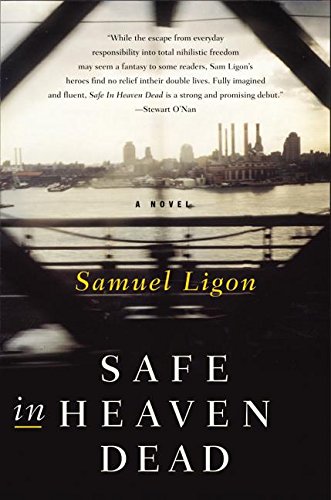 "While the escape from everyday
responsibility into total nihilistic freedom
may seem a fantasy to some readers, Sam Ligon's
heroes find no relief intheir double lives. Fully imagined
and fluent, Safe In Heaven Dead is a strong and promising debut."
—Stewart O'Nan
A NOVEL
Samuel Ligon
SAFE
in HEAVEN
DEAD